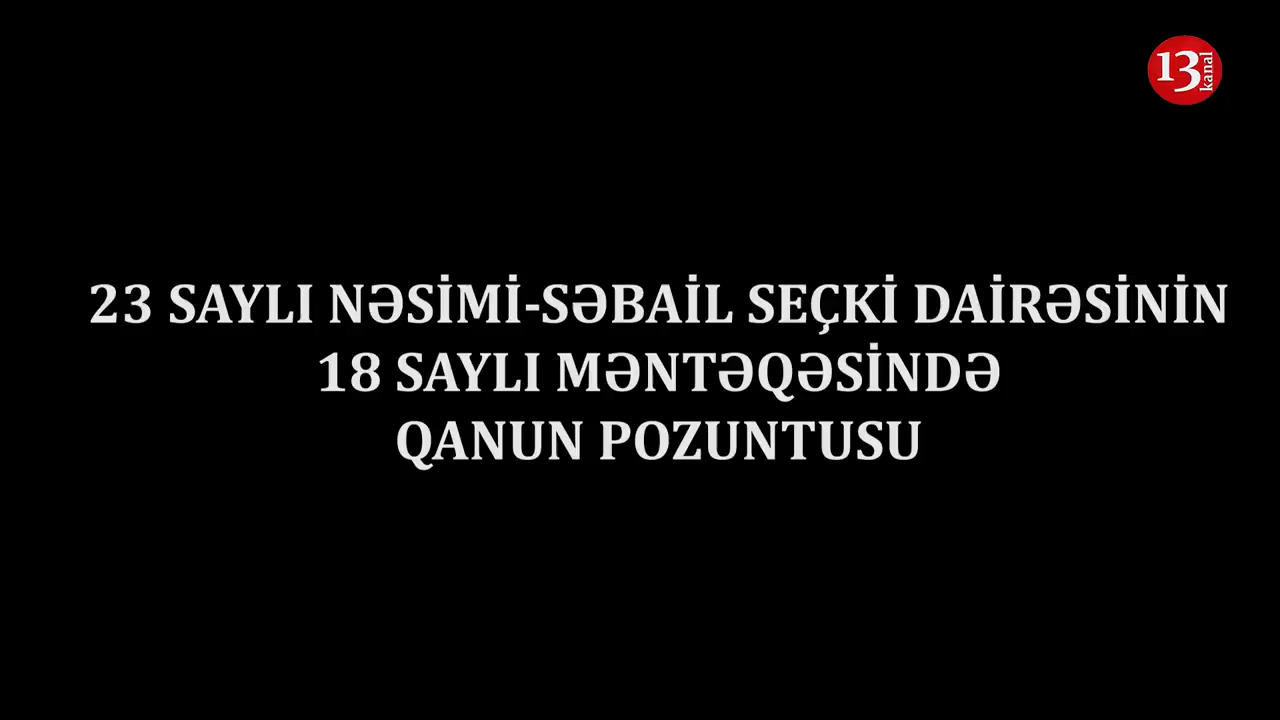 13 kanal
23 SAYLI NƏSİMİ-SƏBAİL SEÇKİ DAİRƏSİNİN
18 SAYLI MƏNTƏQƏSİNDƏ
QANUN POZUNTUSU